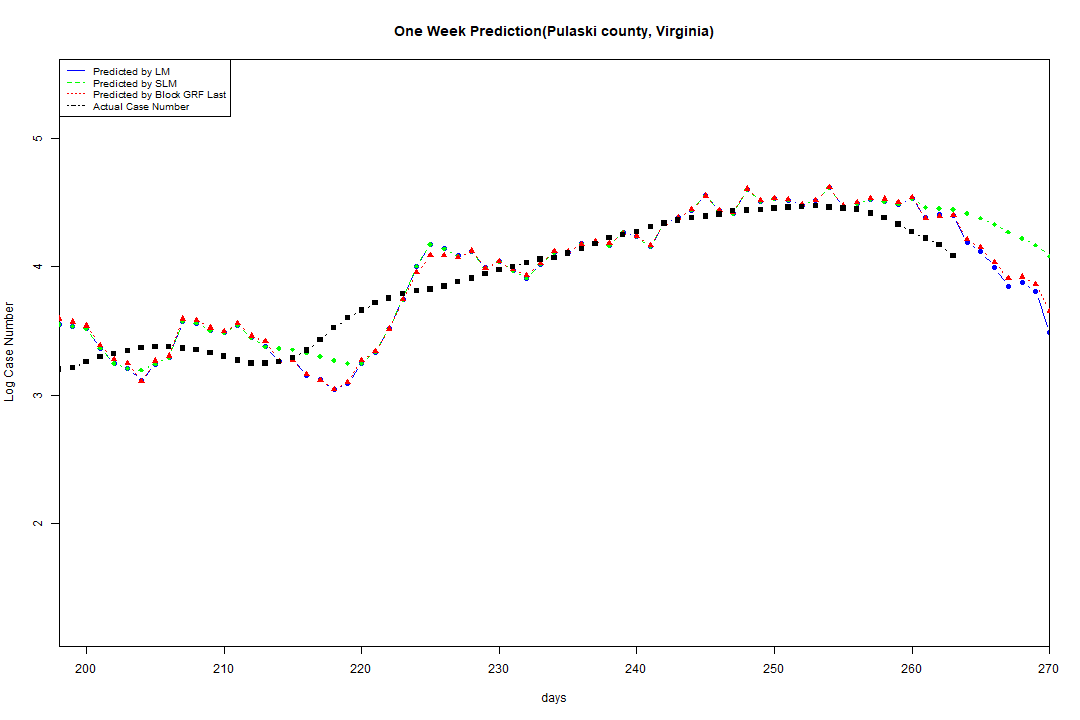 One Week Prediction(Pulaski county, Virginia)
Predicted by LM
Predicted by SLM
Predicted by Block GRF Last
Actual Case Number
5
4
3
2
Log Case Number
200 210 220 230 240 250 260 270
days